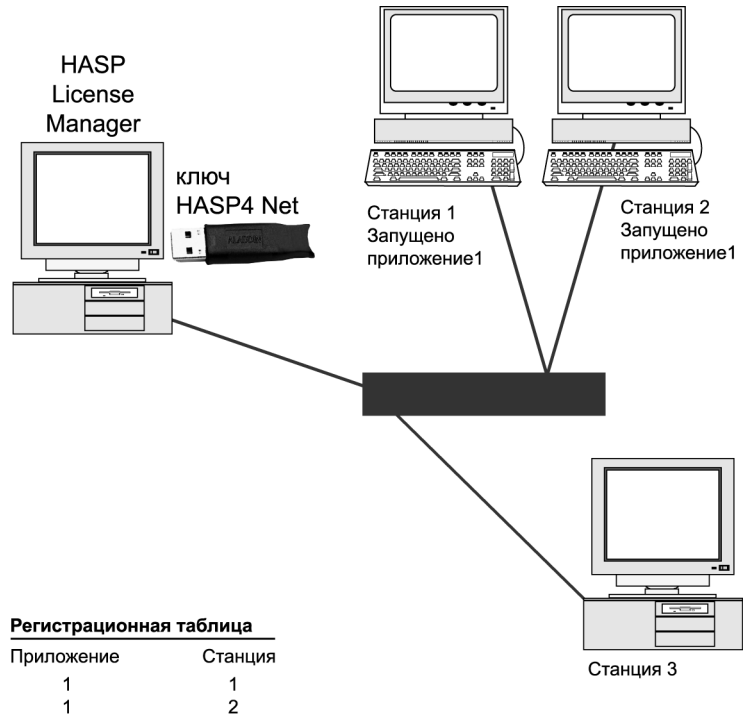 HASP
License
Manager
ключ
HASP4 Net
Станция 1
Запущено
приложение1
Станция 2
Запущено
приложение1
Станция 3
Регистрационная таблица
Приложение Станция
1 1
1 2